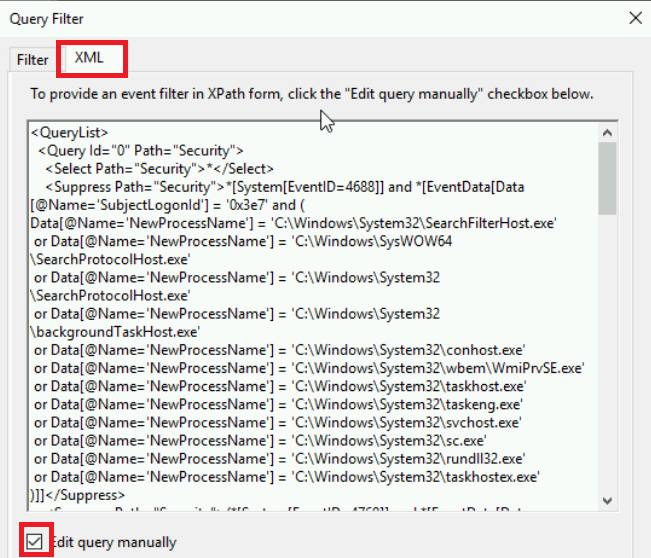 Query Filter
Filter
XML
To provide an event filter in XPath form, click the "Edit query manually" checkbox below.
<QueryList>
<Query Id="0" Path="Security">
<Select Path="Security">*</Select>
<Suppress Path="Security">*[System[EventID=4688]] and *[EventData[Data
[@Name='SubjectLogonId'] = '0x3e7' and (
Data[@Name='NewProcessName'] = 'C:\Windows\System32\SearchFilterHost.exe'
or Data[@Name='NewProcessName'] = 'C:\Windows\SysWOW64
\SearchProtocolHost.exe'
or Data[@Name='NewProcessName'] = 'C:\Windows\System32
\SearchProtocolHost.exe'
or Data[@Name='NewProcessName'] = 'C:\Windows\System32
\backgroundTaskHost.exe'
or Data[@Name='NewProcessName'] = 'C:\Windows\System32\conhost.exe'
or Data[@Name='NewProcessName'] = 'C:\Windows\System32\wbem\WmiPrvSE.exe'
or Data[@Name='NewProcessName'] = 'C:\Windows\System32\taskhost.exe'
or Data[@Name='NewProcessName'] = 'C:\Windows\System32\taskeng.exe'
or Data[@Name='NewProcessName'] = 'C:\Windows\System32\svchost.exe'
or Data[@Name='NewProcessName'] = 'C:\Windows\System32\sc.exe'
or Data[@Name='NewProcessName'] = 'C:\Windows\System32\rundll32.exe'
or Data[@Name='NewProcessName'] = 'C:\Windows\System32\taskhostex.exe'
)]]</Suppress>
Edit query manually